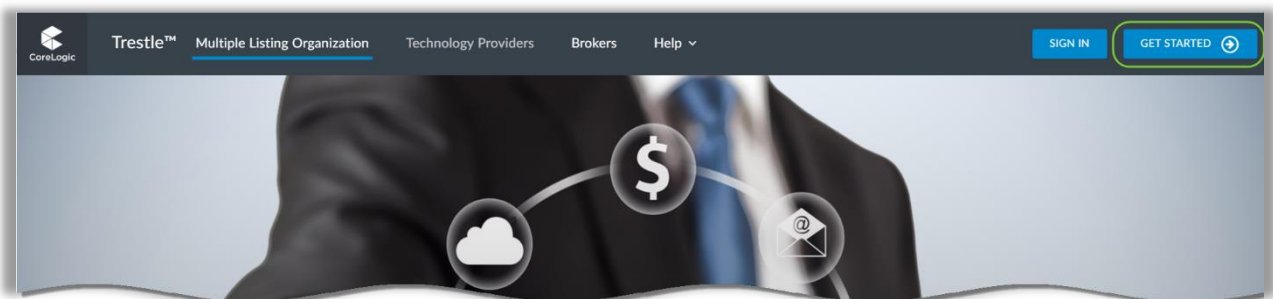 CoreLogic
Trestle™ Multiple Listing Organization Technology Providers Brokers Help SIGN IN GET STARTED
$
@